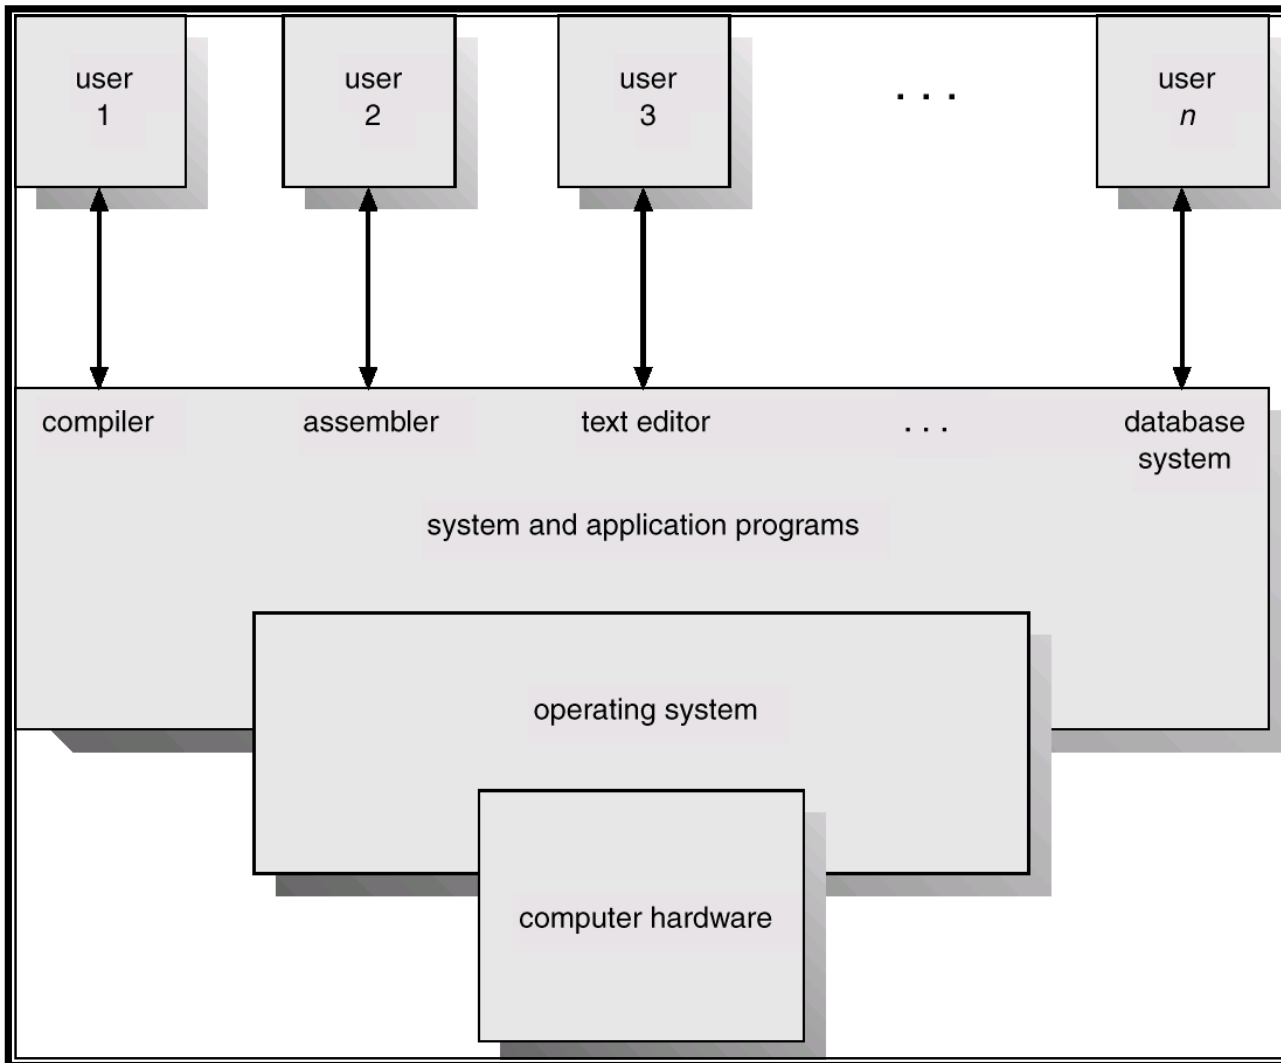 user
1
user
2
user
3
. . .
user
n
compiler
assembler
text editor
. . .
database
system
system and application programs
operating system
computer hardware